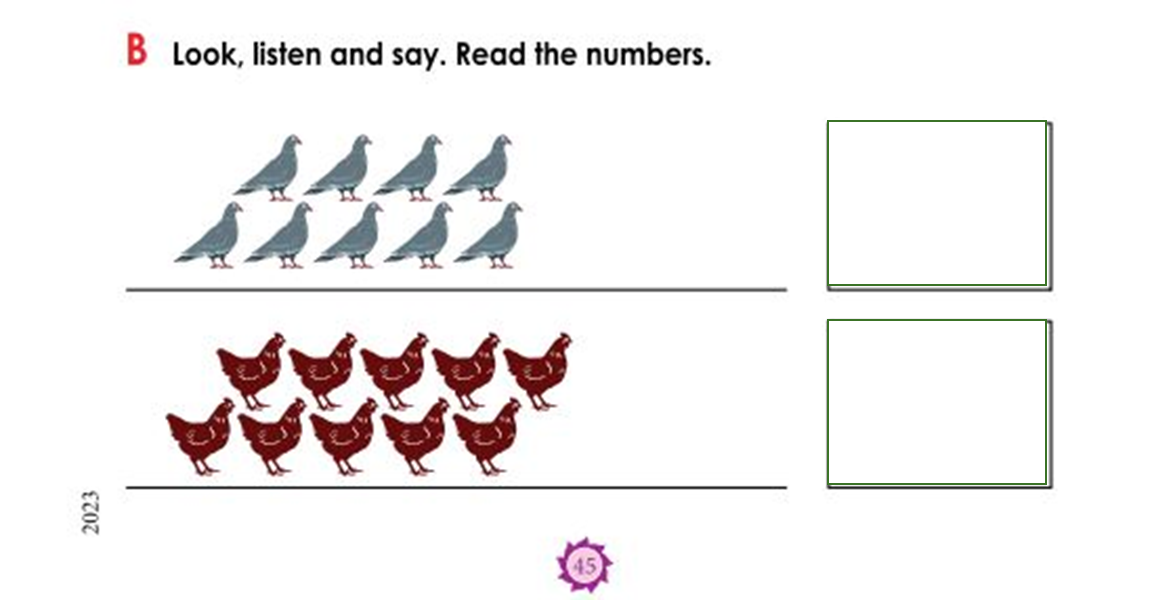 B Look, listen and say. Read the numbers.
2023
45